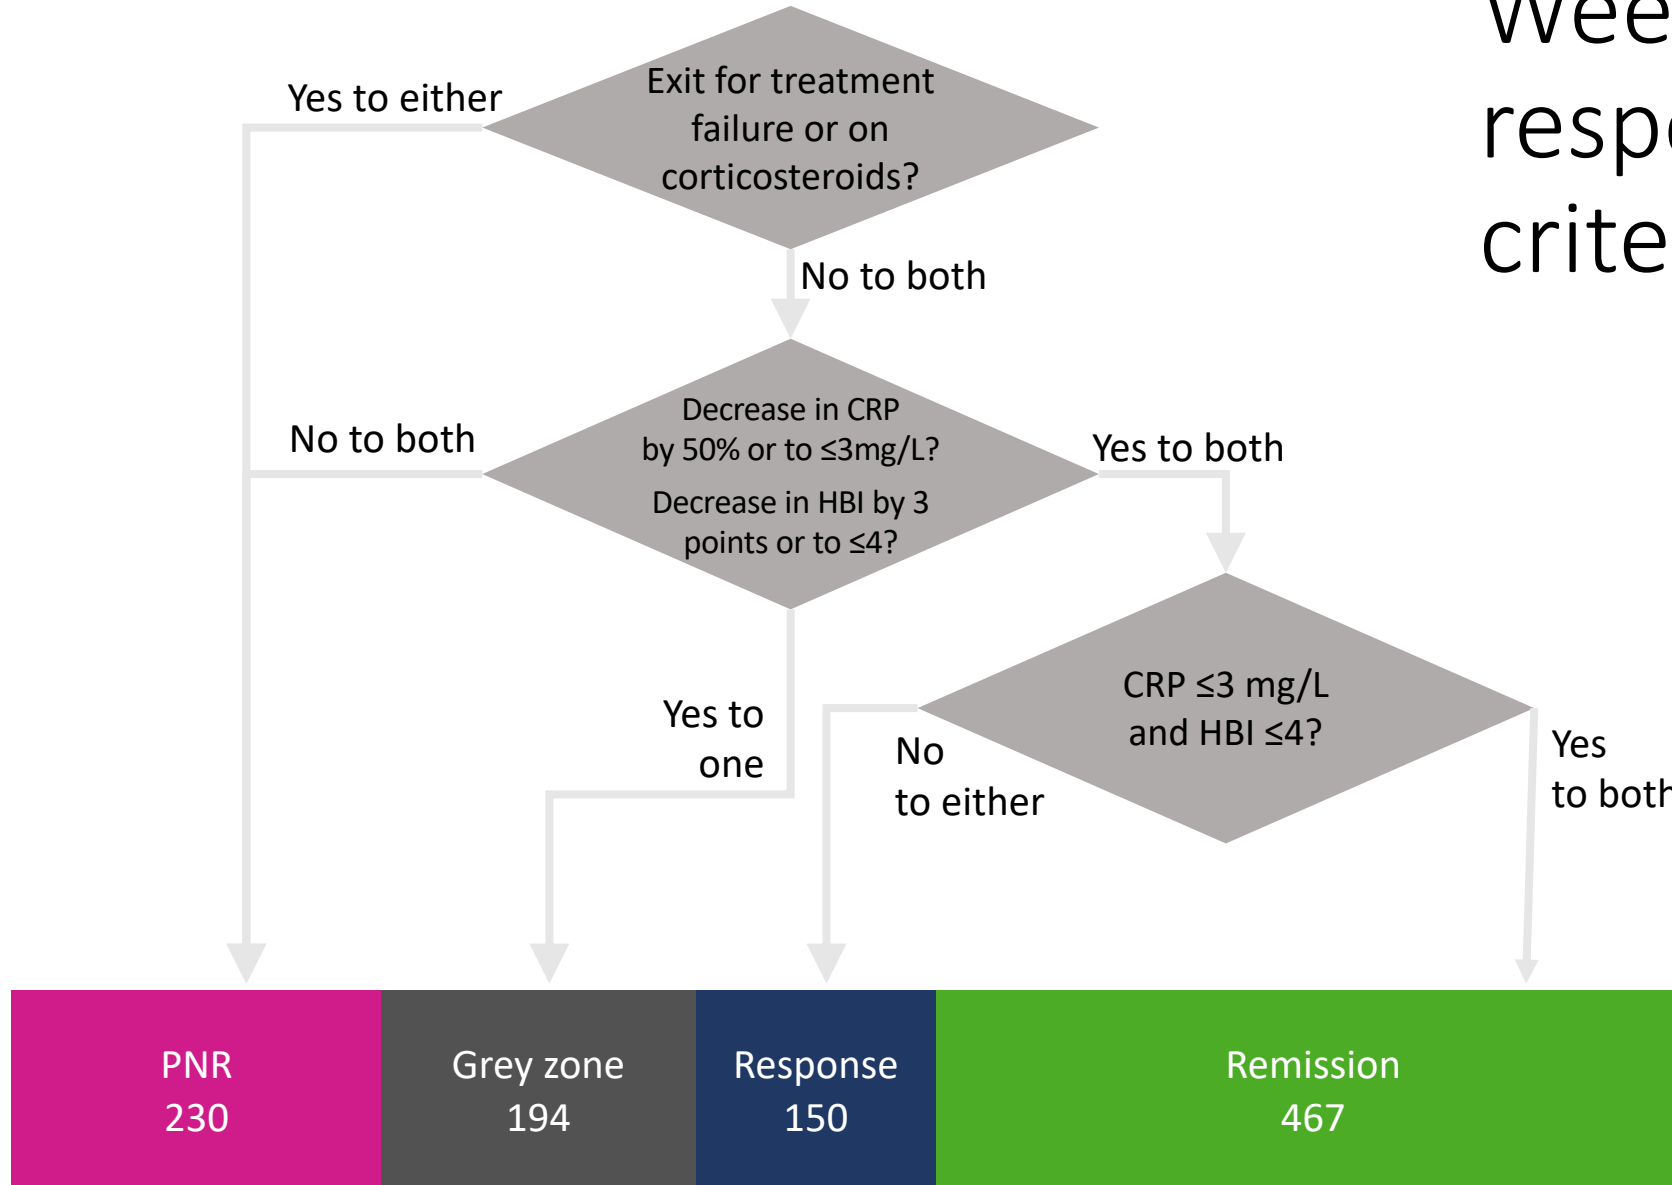 Yes to either
Exit for treatment
failure or on
corticosteroids?
No to both
No to both
Decrease in CRP
by 50% or to ≤3mg/L?
Decrease in HBI by 3
points or to ≤4?
Yes to both
Yes to
one
No
to either
CRP ≤3 mg/L
and HBI ≤4?
Yes
to both
PNR
230
Grey zone
194
Response
150
Remission
467